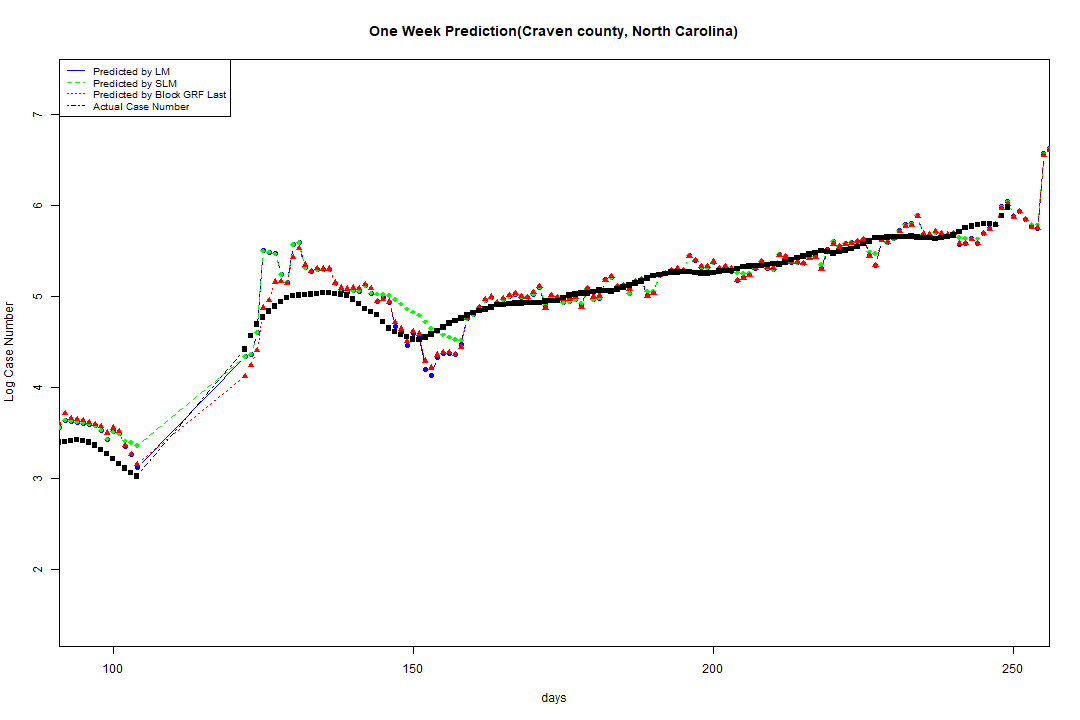 One Week Prediction(Craven county, North Carolina)
Predicted by LM
Predicted by SLM
Predicted by Block GRF Last
Actual Case Number
7
6
5
4
3
2
Log Case Number
100 150 200 250
days